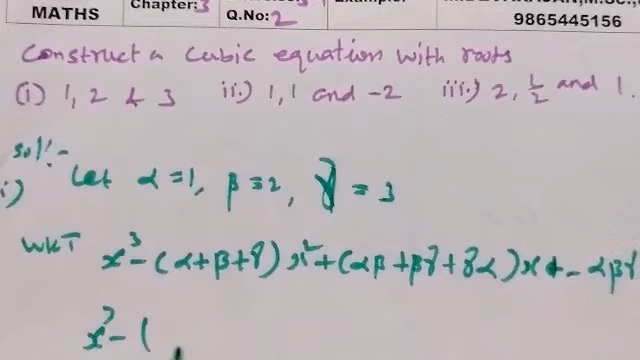 MATHS
Chapter: 3
Q.No: 2
9865445156
Construct a Cubic equation with roots
(i) 1, 2 & 3 ii.) 1, 1 and -2 iii.) 2, 1/2 and 1.
Sol:-
i) Let α = 1, β = 2, γ = 3
WKT x³ - (α+β+γ)x² + (αβ+βγ+γα)x + - αβγ
x³ - (